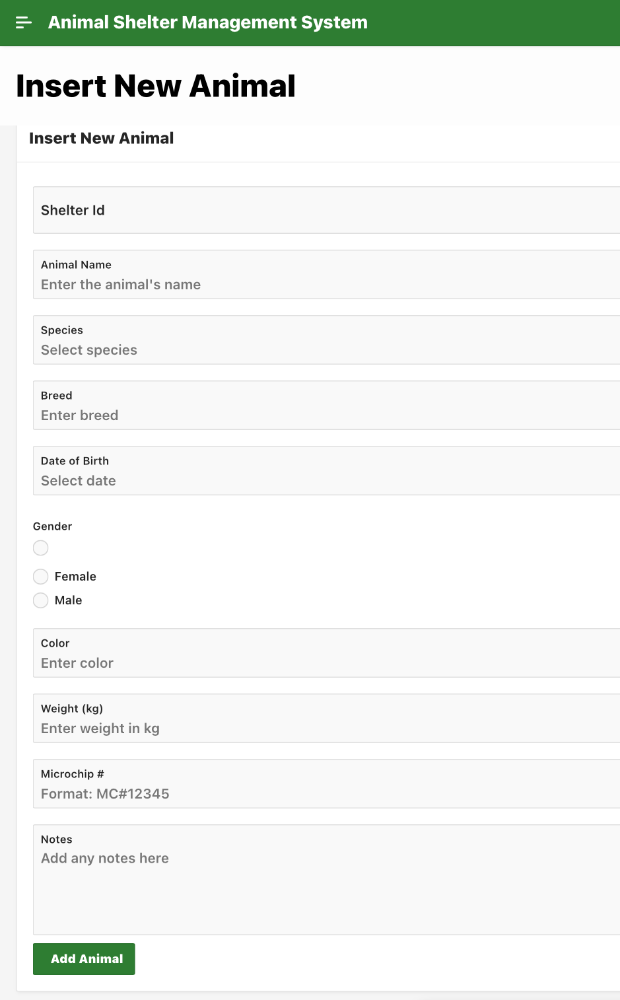 Animal Shelter Management System
Insert New Animal
Insert New Animal
Shelter Id
Animal Name
Enter the animal's name
Species
Select species
Breed
Enter breed
Date of Birth
Select date
Gender
Female
Male
Color
Enter color
Weight (kg)
Enter weight in kg
Microchip #
Format: MC#12345
Notes
Add any notes here
Add Animal